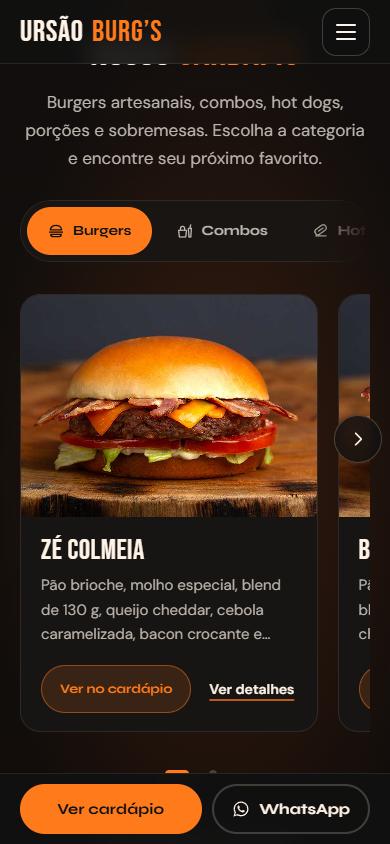 URSÃO BURG'S
Burgers artesanais, combos, hot dogs,
porções e sobremesas. Escolha a categoria
e encontre seu próximo favorito.
Burgers Combos Hot
ZÉ COLMEIA
Pão brioche, molho especial, blend
de 130 g, queijo cheddar, cebola
caramelizada, bacon crocante e...
Ver no cardápio Ver detalhes
Ver cardápio WhatsApp